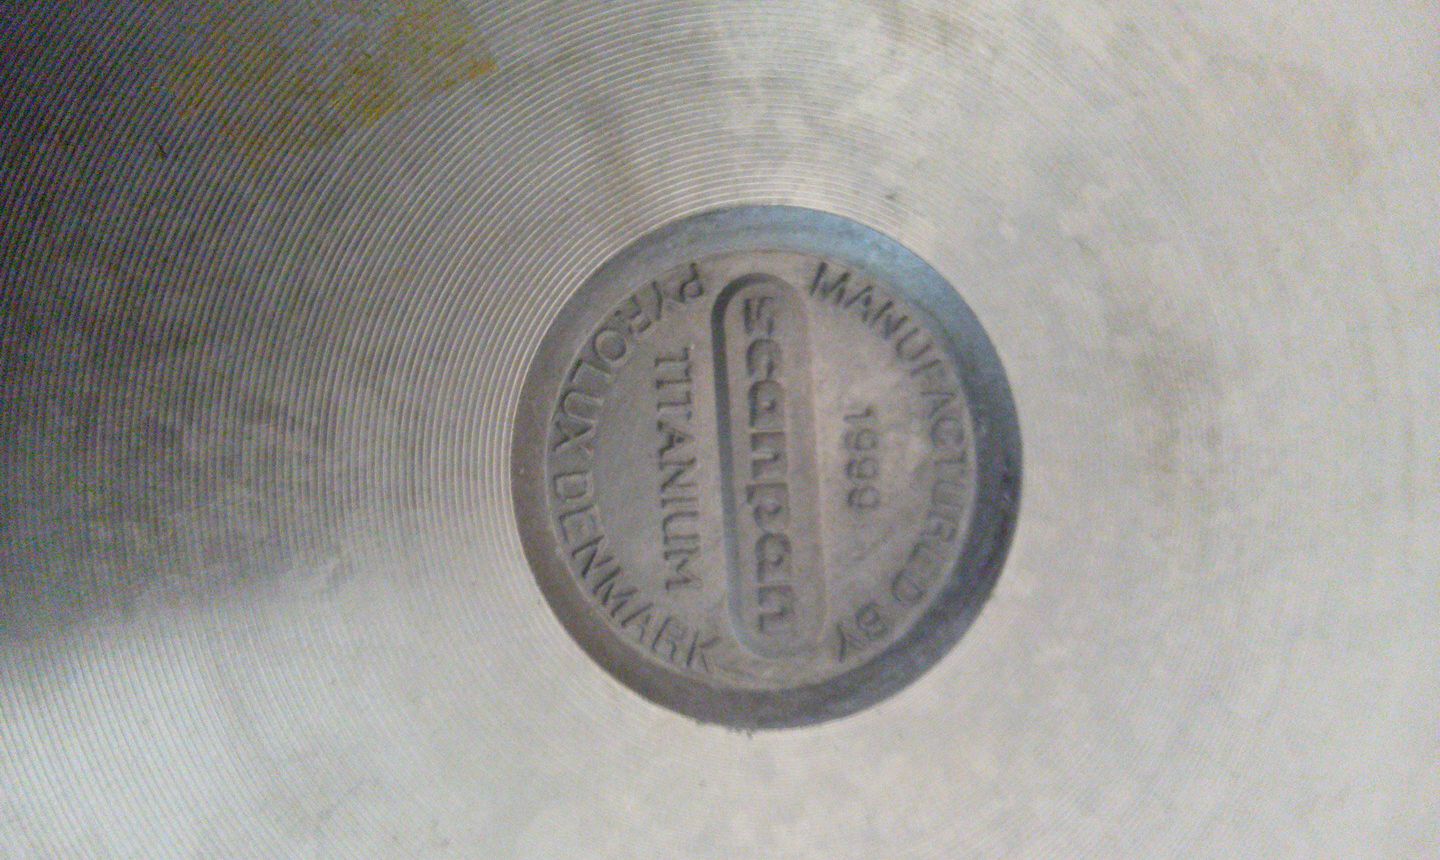 MANUFACTURED BY
1999
scanpan
TITANIUM
PYROLUX DENMARK